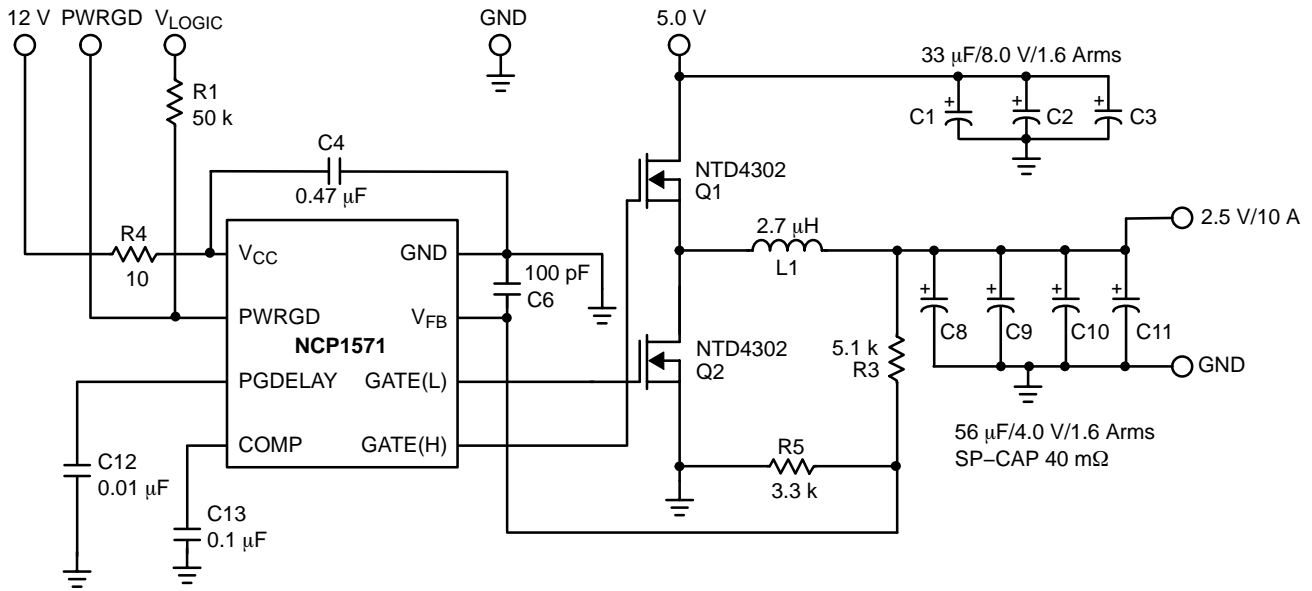 12 V PWRGD VLOGIC GND 5.0 V
33 μF/8.0 V/1.6 Arms
R1
50 k
C1 + C2 + C3 +
C4
0.47 μF
NTD4302
Q1
R4
10
2.7 μH
L1
2.5 V/10 A
VCC GND
100 pF
C6
PWRGD VFB
NCP1571
PGDELAY GATE(L)
COMP GATE(H)
NTD4302
Q2
5.1 k
R3
+ C8 + C9 + C10 + C11
GND
56 μF/4.0 V/1.6 Arms
SP–CAP 40 mΩ
R5
3.3 k
C12
0.01 μF
C13
0.1 μF